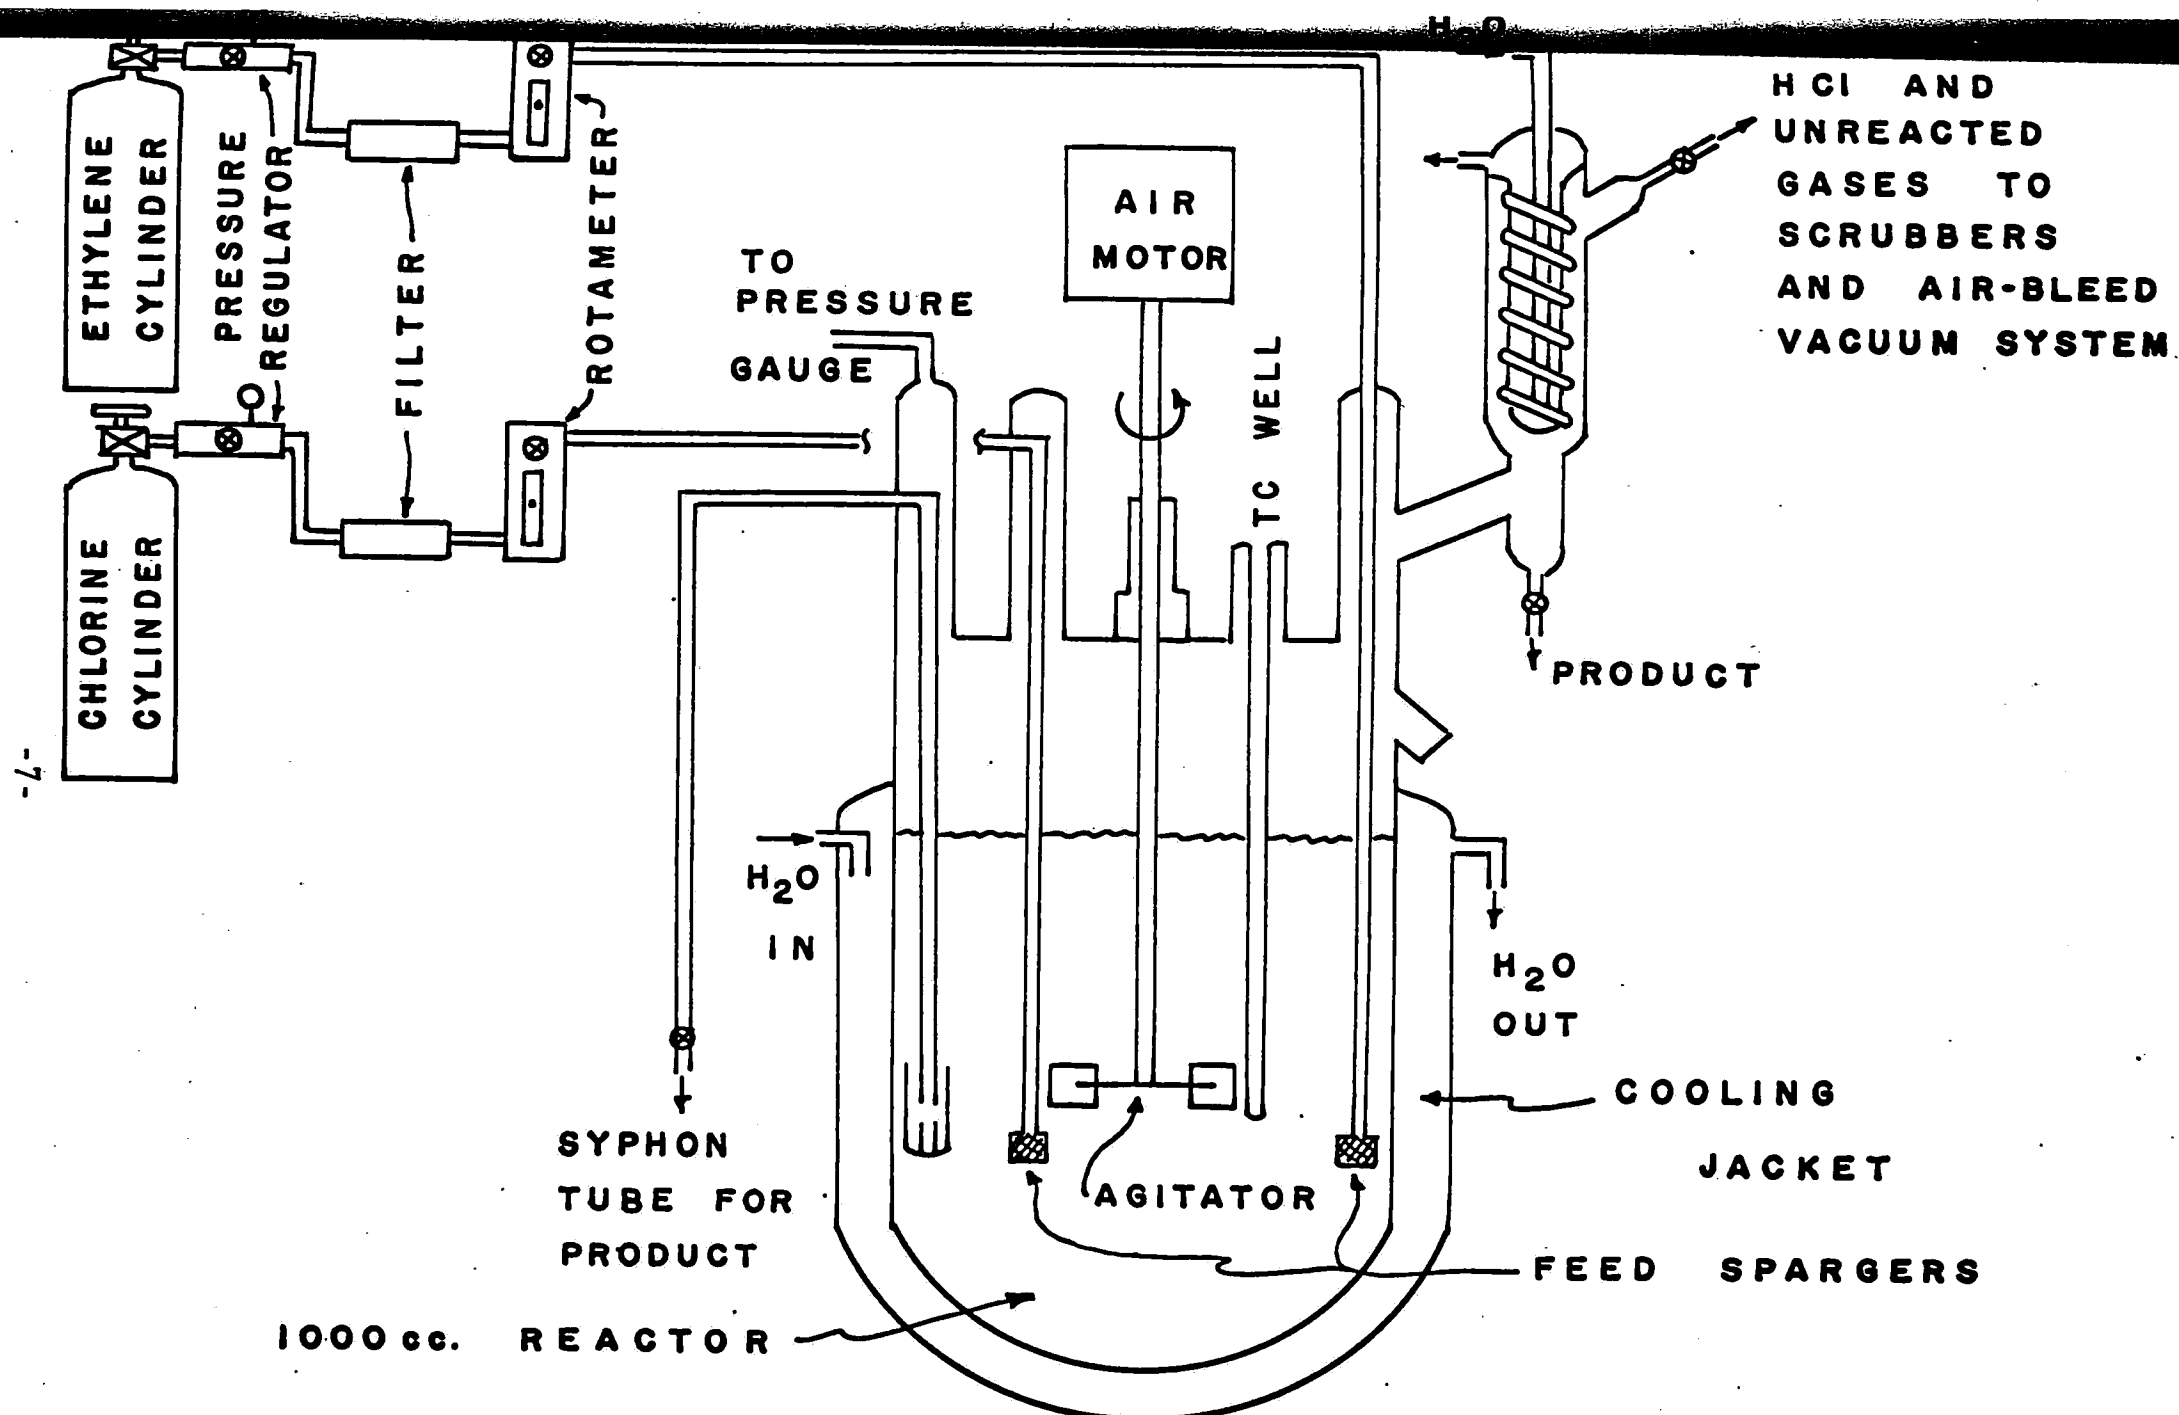 H2O
HCl AND
UNREACTED
GASES TO
SCRUBBERS
AND AIR-BLEED
VACUUM SYSTEM
ETHYLENE
CYLINDER
PRESSURE
REGULATOR
FILTER
ROTAMETER
AIR
MOTOR
TO
PRESSURE
GAUGE
TC WELL
CHLORINE
CYLINDER
PRODUCT
-7-
H2O
IN
H2O
OUT
COOLING
JACKET
SYPHON
TUBE FOR
PRODUCT
AGITATOR
FEED SPARGERS
1000 cc. REACTOR